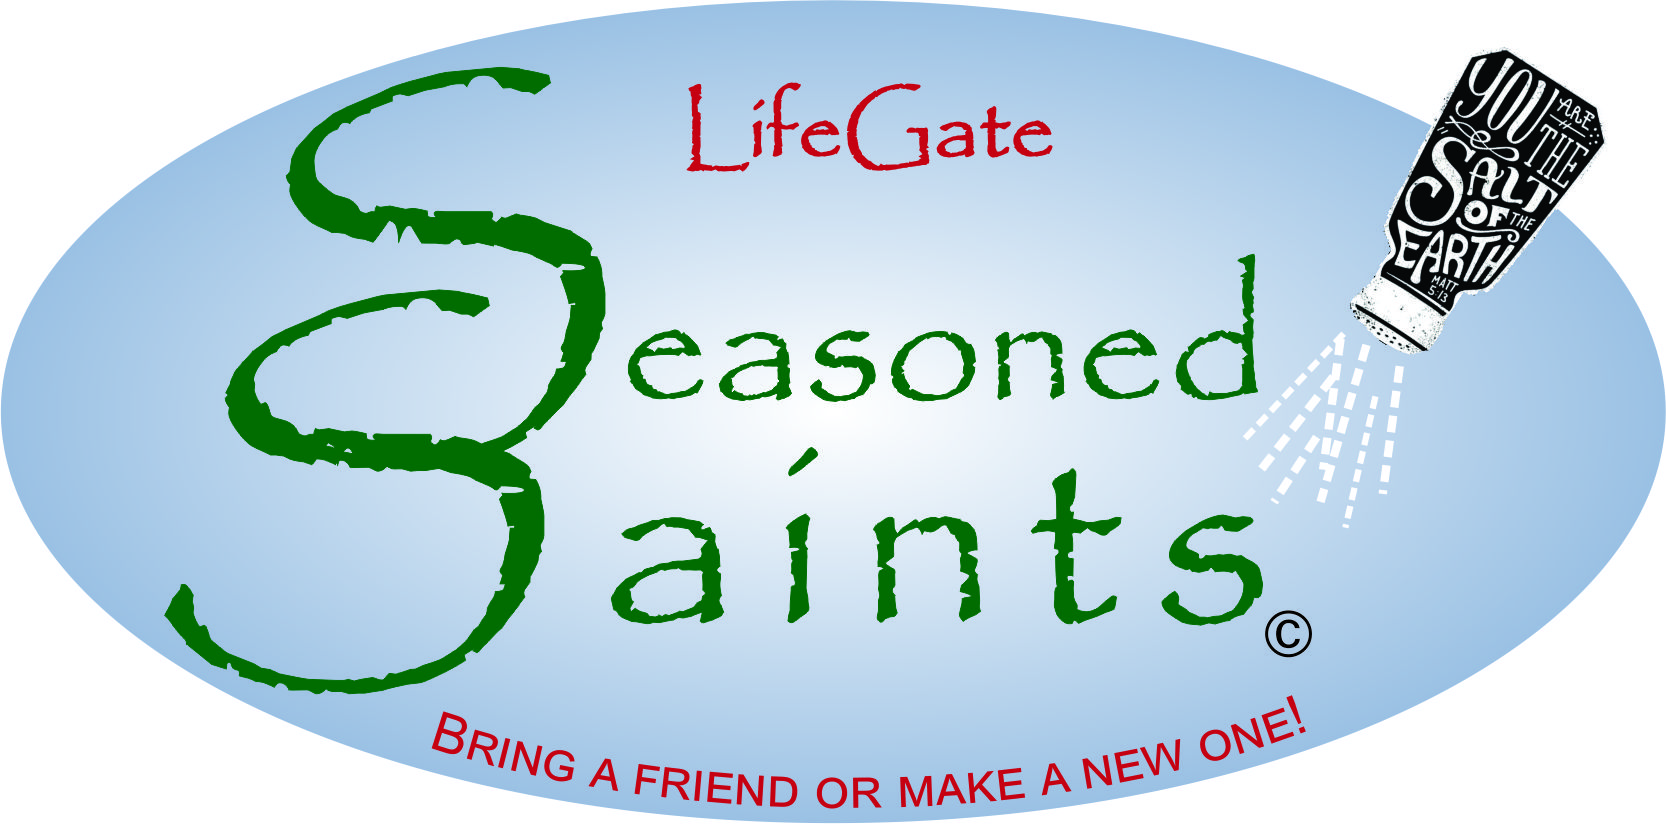 LifeGate
Seasoned
Saints
©
BRING A FRIEND OR MAKE A NEW ONE!
YOU
ARE
THE
SALT
OF THE
EARTH
MATT
5:13